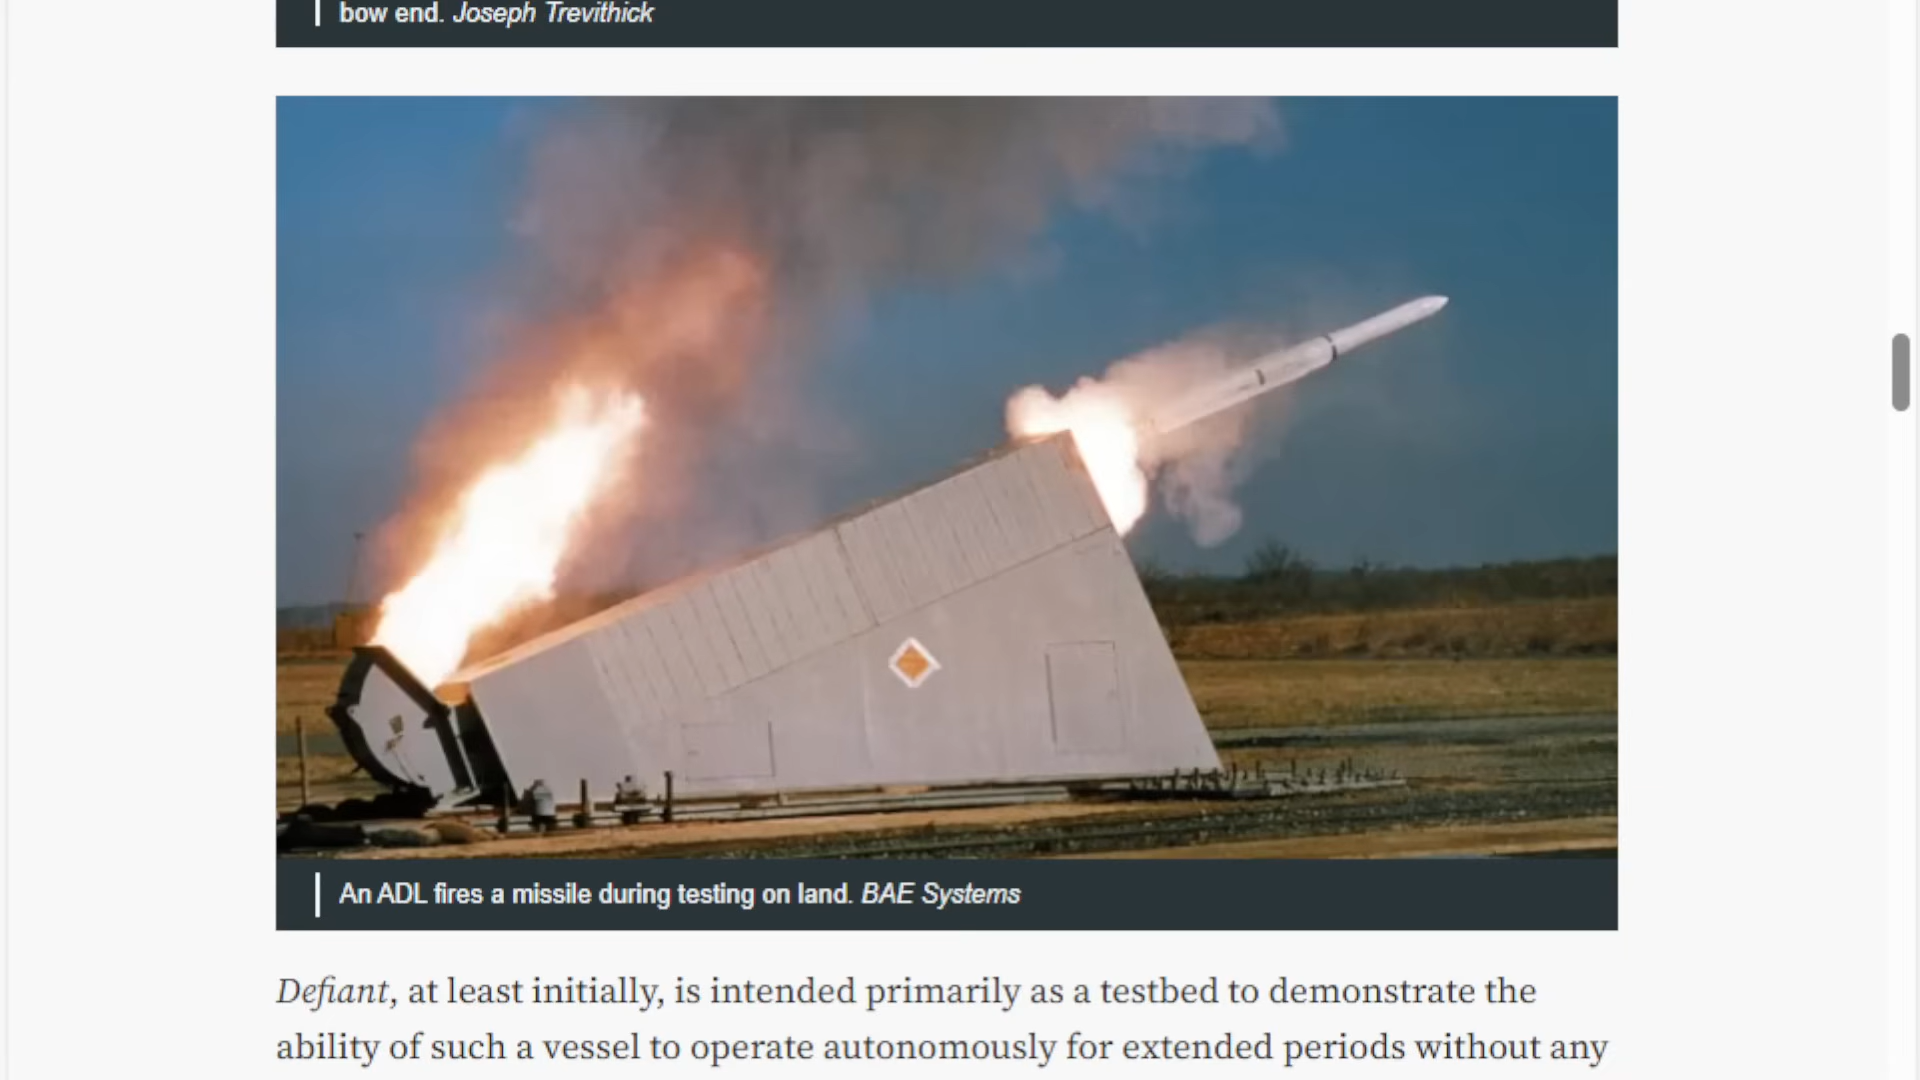 bow end. Joseph Trevithick
An ADL fires a missile during testing on land. BAE Systems
Defiant, at least initially, is intended primarily as a testbed to demonstrate the
ability of such a vessel to operate autonomously for extended periods without any